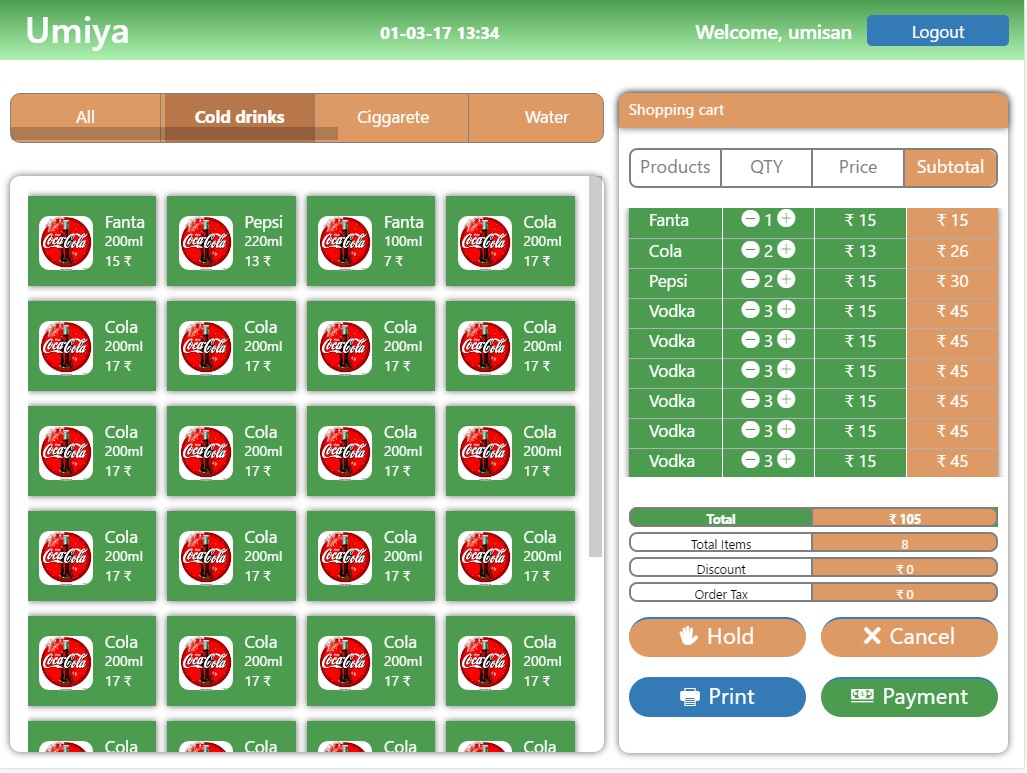 Umiya 01-03-17 13:34 Welcome, umisan Logout
All Cold drinks Ciggarete Water
Shopping cart
Products QTY Price Subtotal
Fanta 1 ₹ 15 ₹ 15
Cola 2 ₹ 13 ₹ 26
Pepsi 2 ₹ 15 ₹ 30
Vodka 3 ₹ 15 ₹ 45
Vodka 3 ₹ 15 ₹ 45
Vodka 3 ₹ 15 ₹ 45
Vodka 3 ₹ 15 ₹ 45
Vodka 3 ₹ 15 ₹ 45
Vodka 3 ₹ 15 ₹ 45
Total ₹ 105
Total Items 8
Discount ₹ 0
Order Tax ₹ 0
Hold Cancel
Print Payment
Coca-Cola Fanta Coca-Cola Pepsi Coca-Cola Fanta Coca-Cola Cola
200ml 220ml 100ml 200ml
15 ₹ 13 ₹ 7 ₹ 17 ₹
Coca-Cola Cola Coca-Cola Cola Coca-Cola Cola Coca-Cola Cola
200ml 200ml 200ml 200ml
17 ₹ 17 ₹ 17 ₹ 17 ₹
Coca-Cola Cola Coca-Cola Cola Coca-Cola Cola Coca-Cola Cola
200ml 200ml 200ml 200ml
17 ₹ 17 ₹ 17 ₹ 17 ₹
Coca-Cola Cola Coca-Cola Cola Coca-Cola Cola Coca-Cola Cola
200ml 200ml 200ml 200ml
17 ₹ 17 ₹ 17 ₹ 17 ₹
Coca-Cola Cola Coca-Cola Cola Coca-Cola Cola Coca-Cola Cola
200ml 200ml 200ml 200ml
17 ₹ 17 ₹ 17 ₹ 17 ₹
Cola Cola Cola Cola